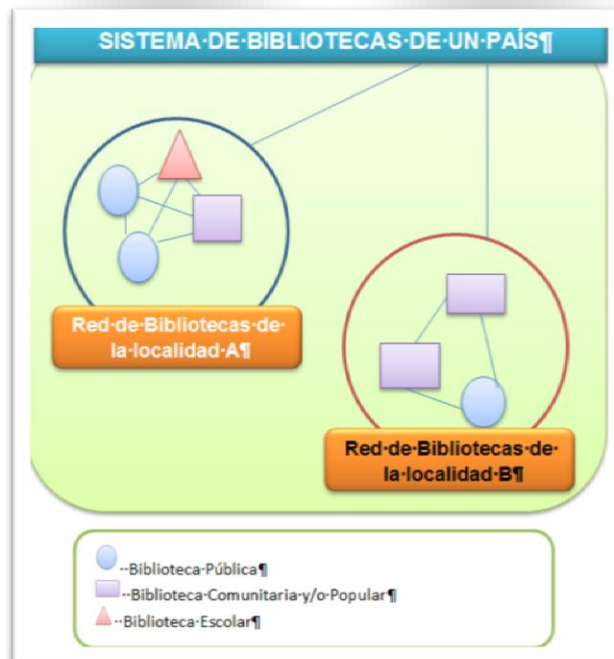 SISTEMA·DE·BIBLIOTECAS·DE·UN·PAÍS¶
Red·de·Bibliotecas·de·
la·localidad·A¶
Red·de·Bibliotecas·de·
la·localidad·B¶
··Biblioteca·Pública¶
··Biblioteca·Comunitaria·y/o·Popular¶
··Biblioteca·Escolar¶